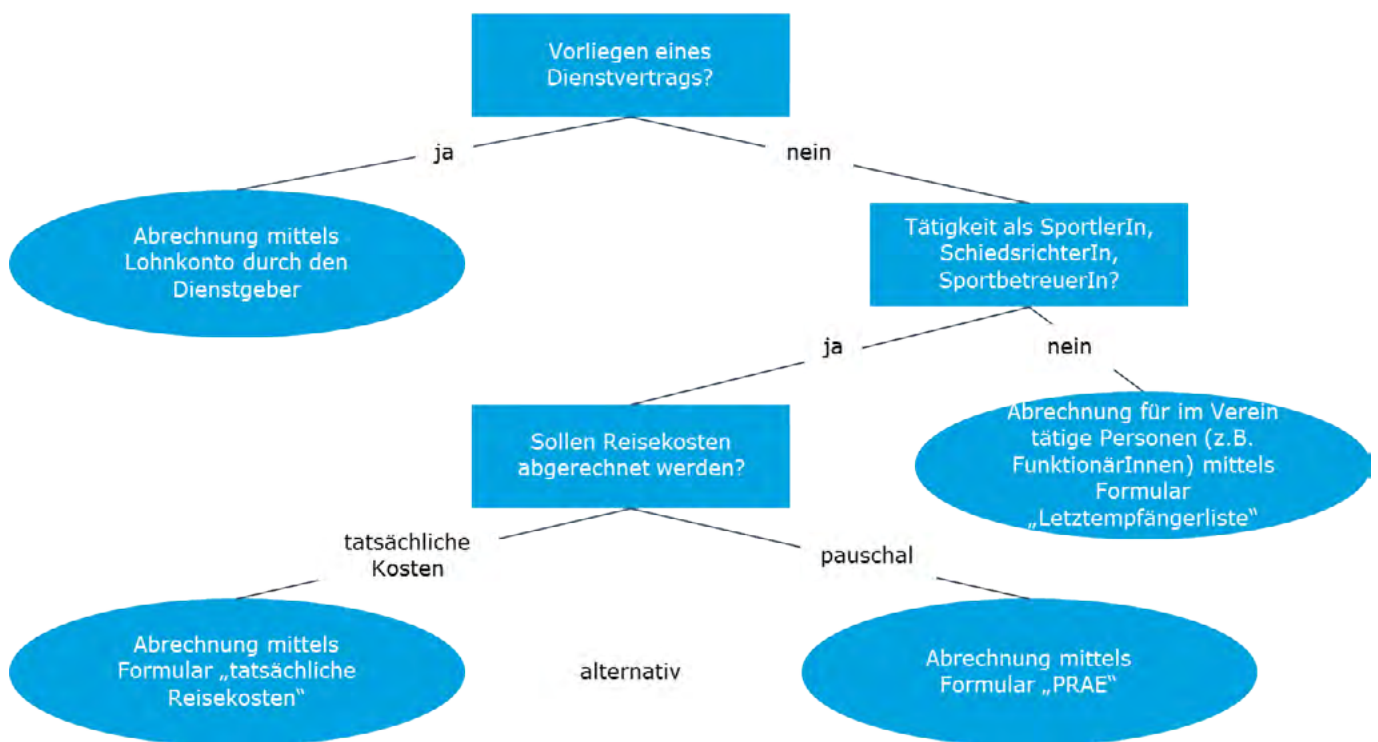 Vorliegen eines
Dienstvertrags?
ja
nein
Abrechnung mittels
Lohnkonto durch den
Dienstgeber
Tätigkeit als SportlerIn,
SchiedsrichterIn,
SportbetreuerIn?
ja
nein
Sollen Reisekosten
abgerechnet werden?
Abrechnung für im Verein
tätige Personen (z.B.
FunktionärInnen) mittels
Formular
„Letztempfängerliste“
tatsächliche
Kosten
pauschal
Abrechnung mittels
Formular „tatsächliche
Reisekosten“
alternativ
Abrechnung mittels
Formular „PRAE“